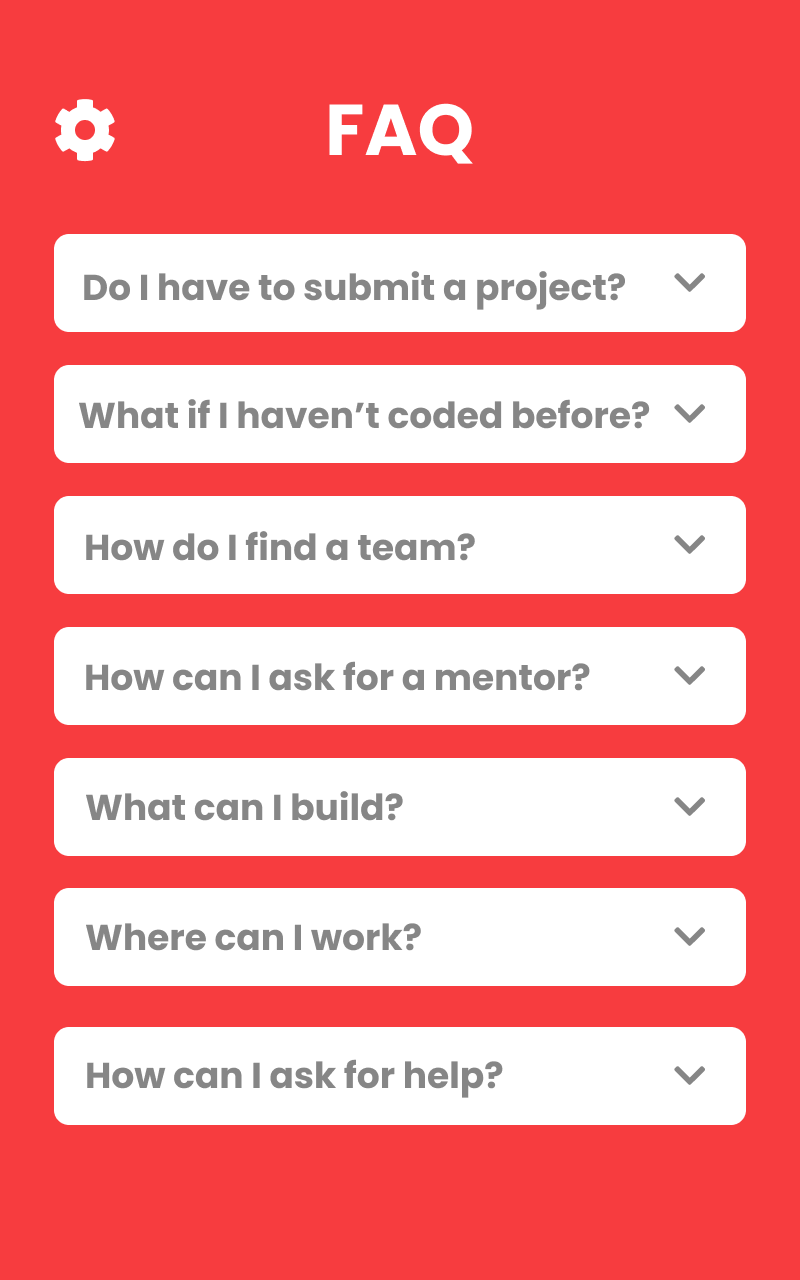 FAQ
Do I have to submit a project?
What if I haven’t coded before?
How do I find a team?
How can I ask for a mentor?
What can I build?
Where can I work?
How can I ask for help?